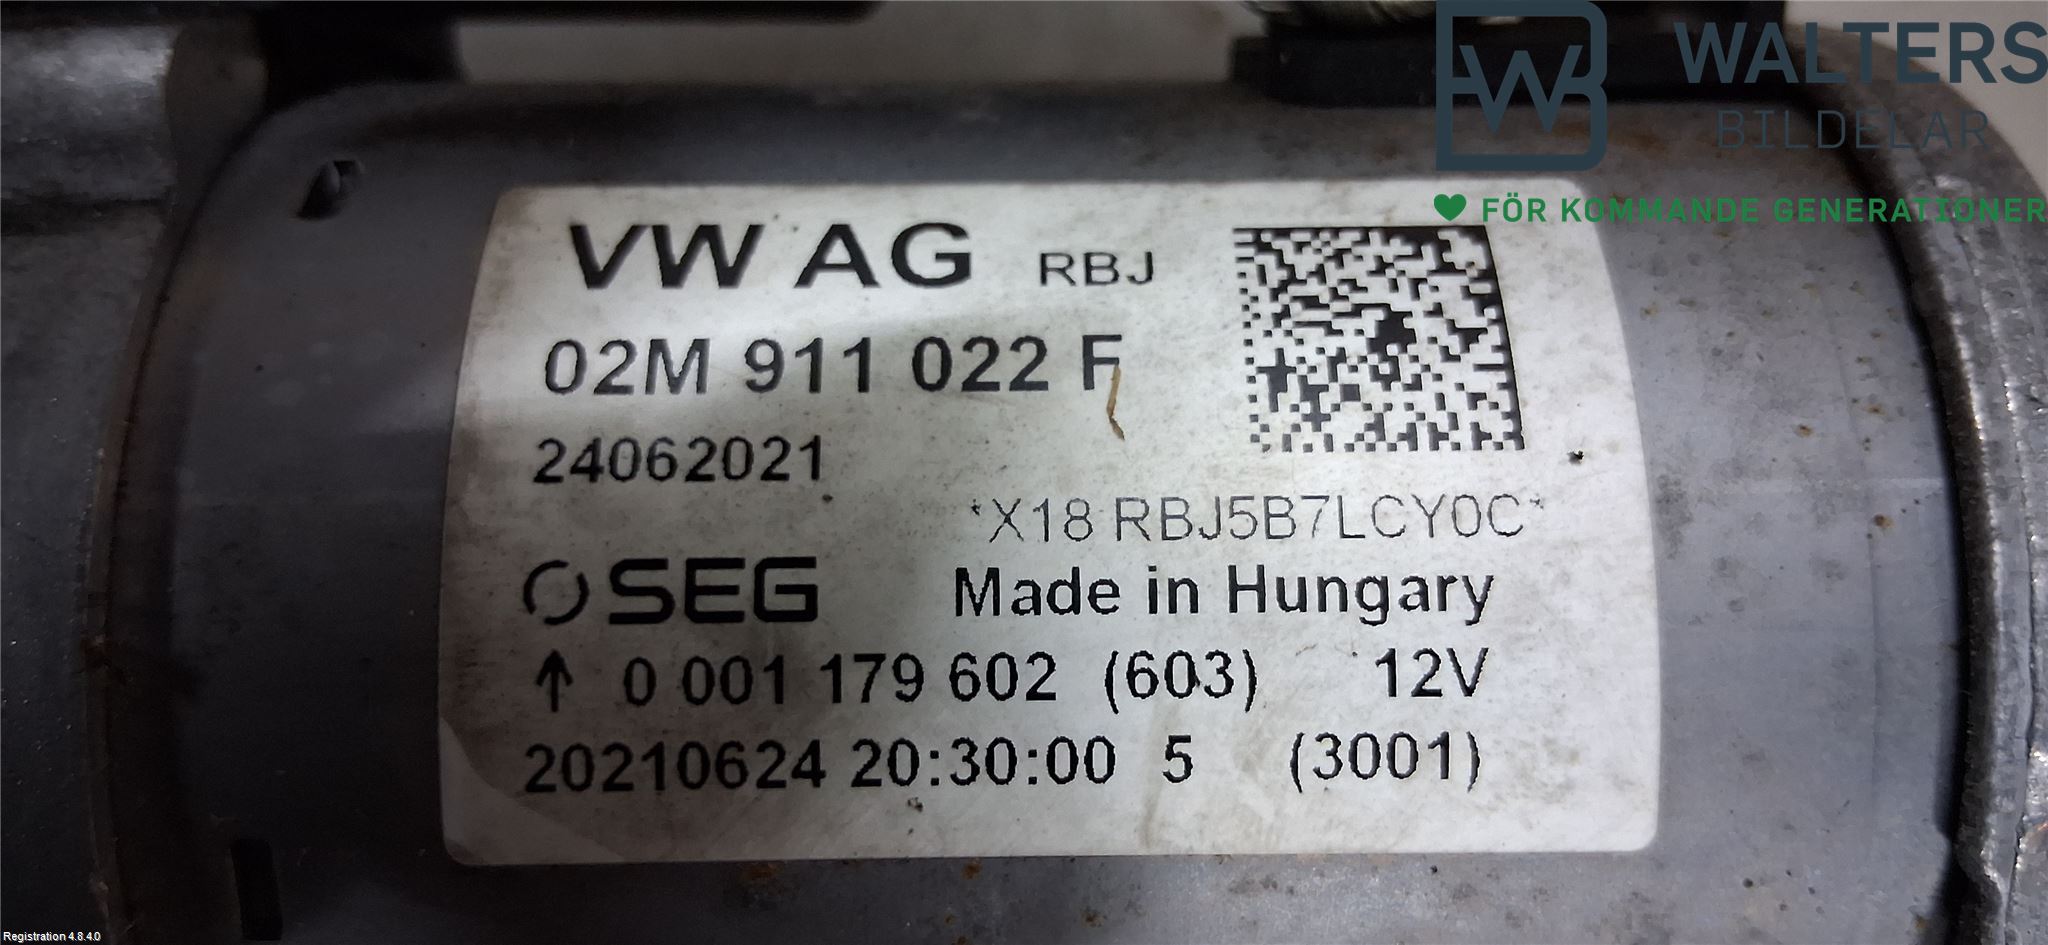 WALTERS
BILDELAR
FÖR KOMMANDE GENERATIONER
VW AG RBJ
02M 911 022 F
24062021
*X18 RBJ5B7LCY0C*
SEG Made in Hungary
↑ 0 001 179 602 (603) 12V
20210624 20:30:00 5 (3001)
Registration 4.8.4.0